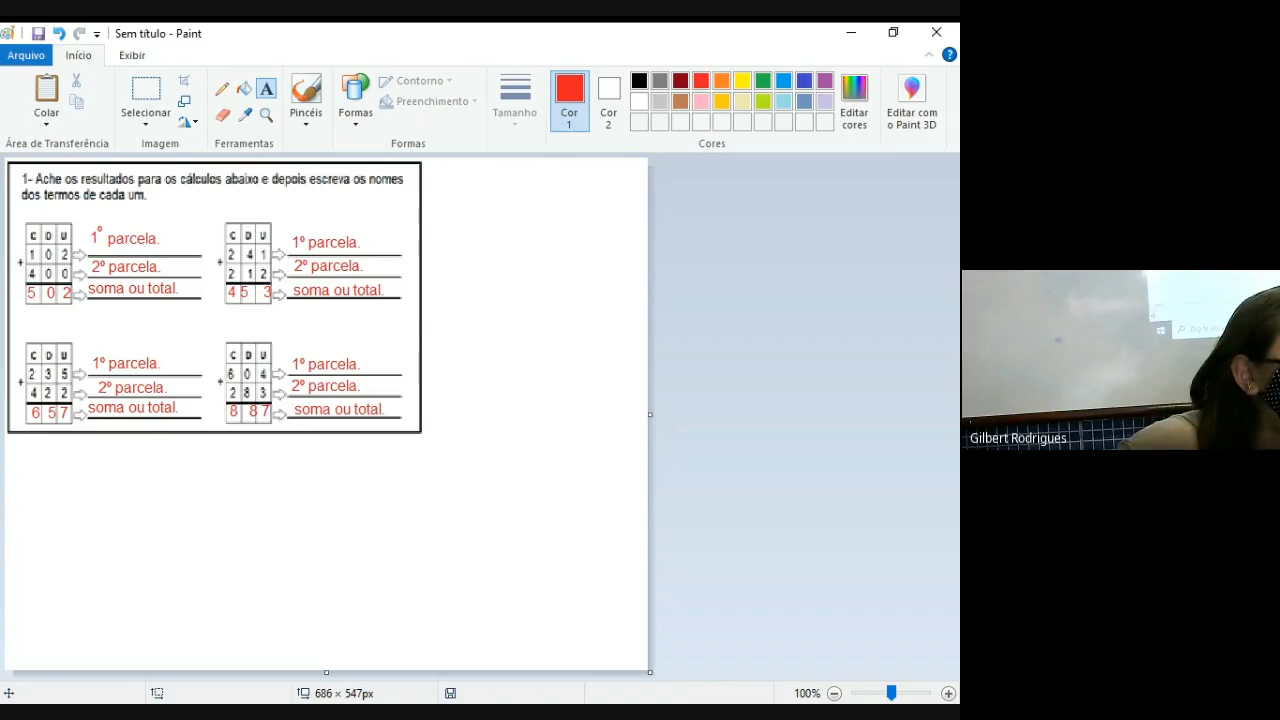 Sem título - Paint
Arquivo Início Exibir
Colar
Selecionar
A
Pincéis
Formas
Contorno
Preenchimento
Tamanho
Cor 1
Cor 2
Editar cores
Editar com o Paint 3D
Área de Transferência
Imagem
Ferramentas
Formas
Cores
1- Ache os resultados para os cálculos abaixo e depois escreva os nomes
dos termos de cada um.
C D U
1 0 2 1º parcela.
+ 4 0 0 2º parcela.
5 0 2 soma ou total.
C D U
2 4 1 1º parcela.
+ 2 1 2 2º parcela.
4 5 3 soma ou total.
C D U
2 3 5 1º parcela.
+ 4 2 2 2º parcela.
6 5 7 soma ou total.
C D U
6 0 4 1º parcela.
+ 2 8 3 2º parcela.
8 8 7 soma ou total.
Gilbert Rodrigues
686 × 547px
100%